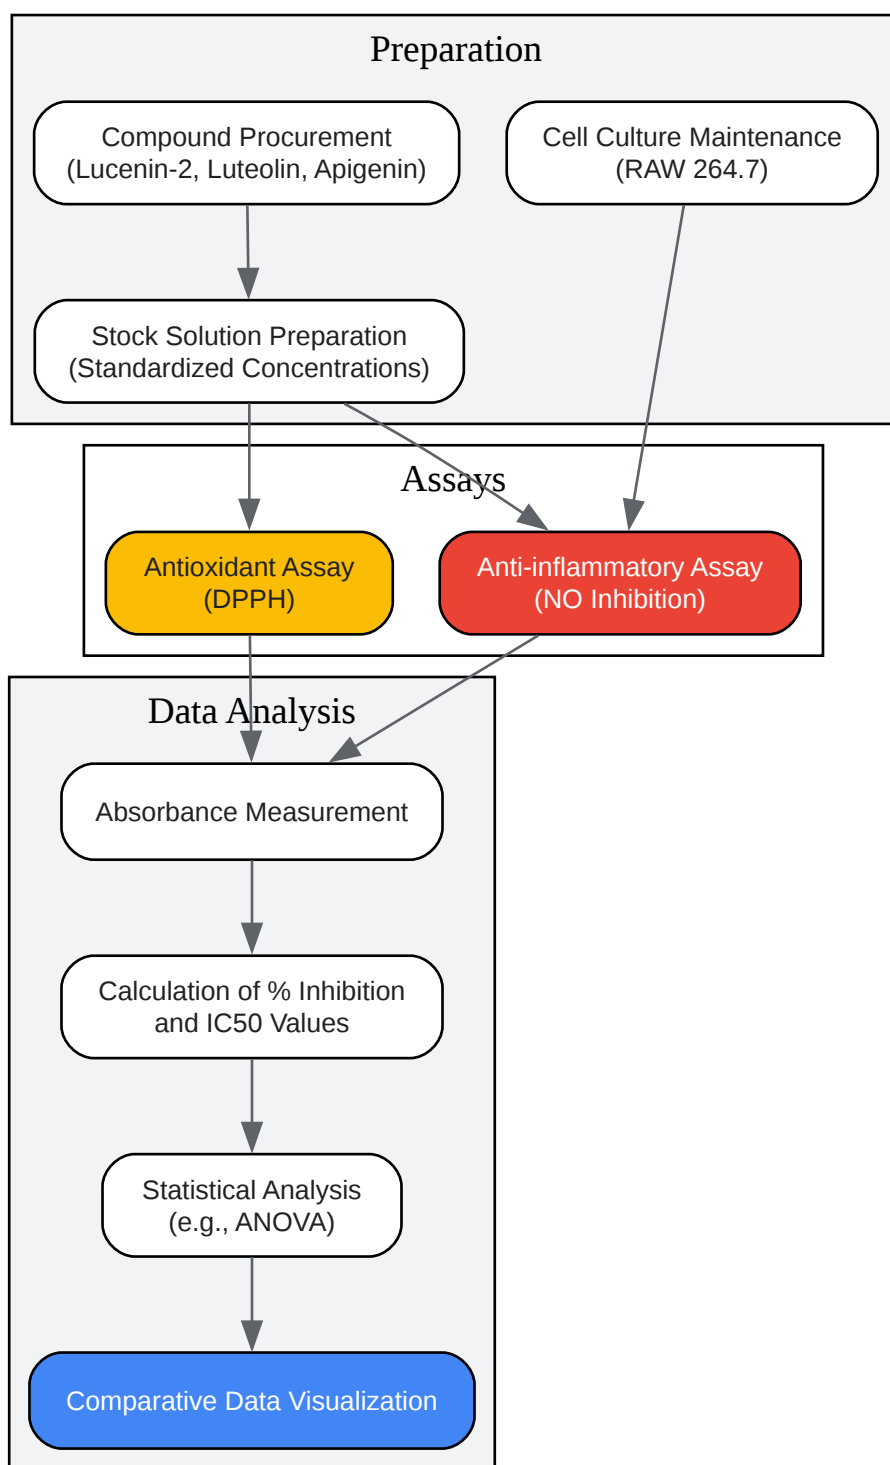 Preparation
Compound Procurement
(Lucenin-2, Luteolin, Apigenin)
Cell Culture Maintenance
(RAW 264.7)
Stock Solution Preparation
(Standardized Concentrations)
Assays
Antioxidant Assay
(DPPH)
Anti-inflammatory Assay
(NO Inhibition)
Data Analysis
Absorbance Measurement
Calculation of % Inhibition
and IC50 Values
Statistical Analysis
(e.g., ANOVA)
Comparative Data Visualization